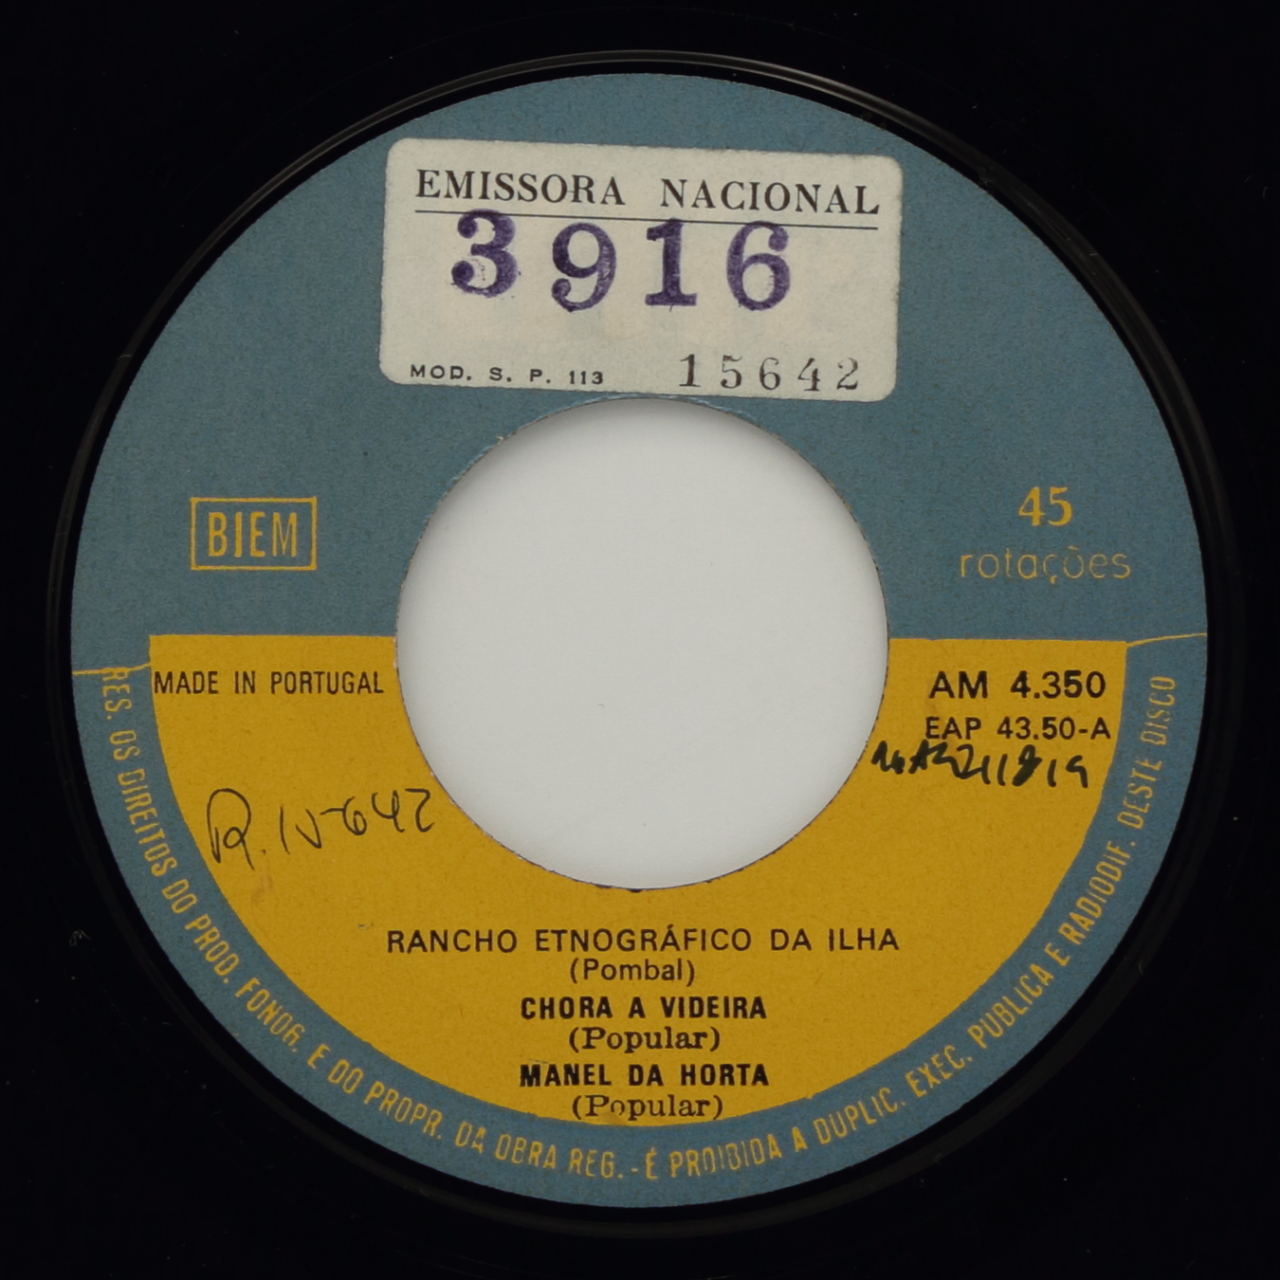 EMISSORA NACIONAL
3916
MOD. S. P. 113 15642
BIEM
45
rotações
MADE IN PORTUGAL
AM 4.350
EAP 43.50-A
R. 15642
RANCHO ETNOGRÁFICO DA ILHA
(Pombal)
CHORA A VIDEIRA
(Popular)
MANEL DA HORTA
(Popular)
RES. OS DIREITOS DO PROD. FONOG. E DO PROPR. DA OBRA REG. - É PROIBIDA A DUPLIC. EXEC. PUBLICA E RADIODIF. DESTE DISCO